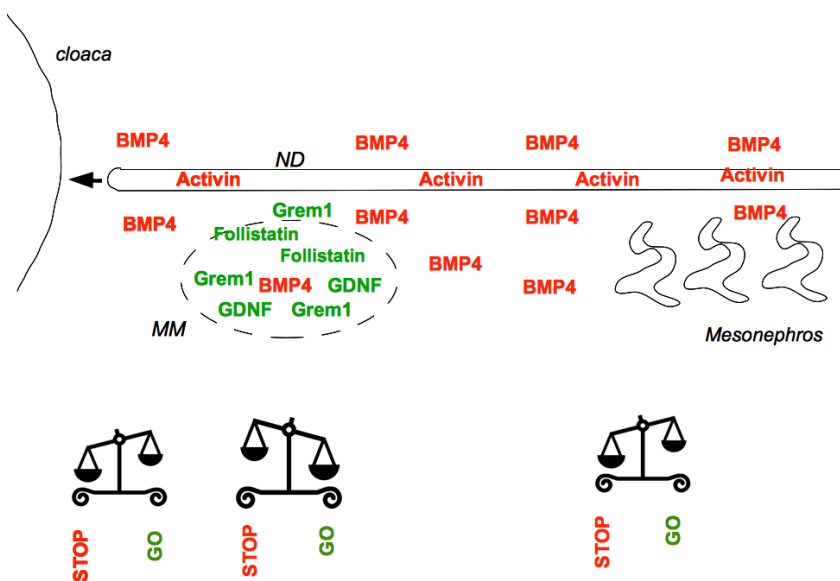 cloaca
BMP4 BMP4 BMP4 BMP4
ND
Activin Activin Activin Activin
BMP4 Grem1 BMP4 BMP4 BMP4
Follistatin
Follistatin
BMP4
Grem1 BMP4 GDNF BMP4
GDNF Grem1
MM Mesonephros
STOP GO STOP GO STOP GO